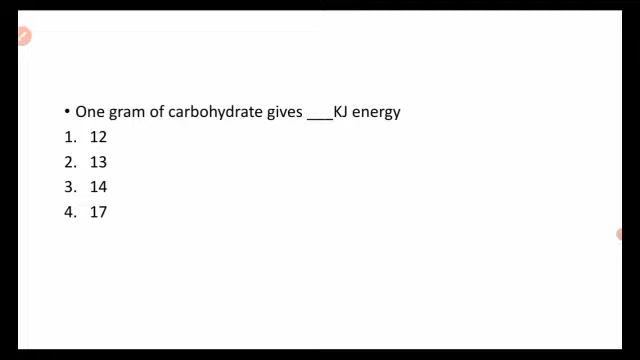 • One gram of carbohydrate gives ___KJ energy
1. 12
2. 13
3. 14
4. 17